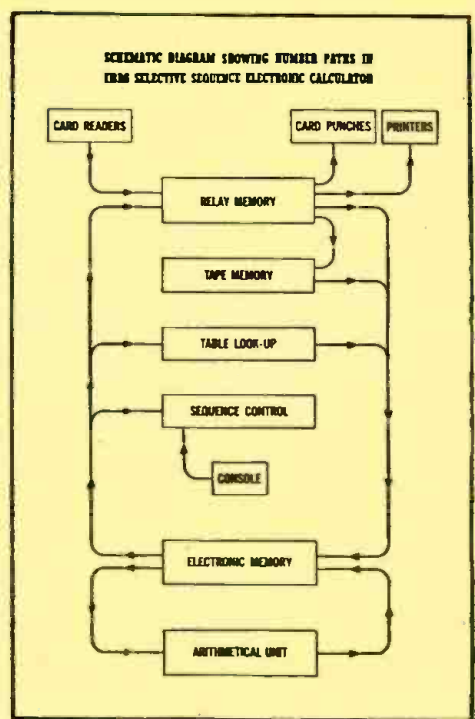 SCHEMATIC DIAGRAM SHOWING NUMBER PATHS IN
IBM SELECTIVE SEQUENCE ELECTRONIC CALCULATOR
CARD READERS
CARD PUNCHES
PRINTERS
RELAY MEMORY
TAPE MEMORY
TABLE LOOK-UP
SEQUENCE CONTROL
CONSOLE
ELECTRONIC MEMORY
ARITHMETICAL UNIT